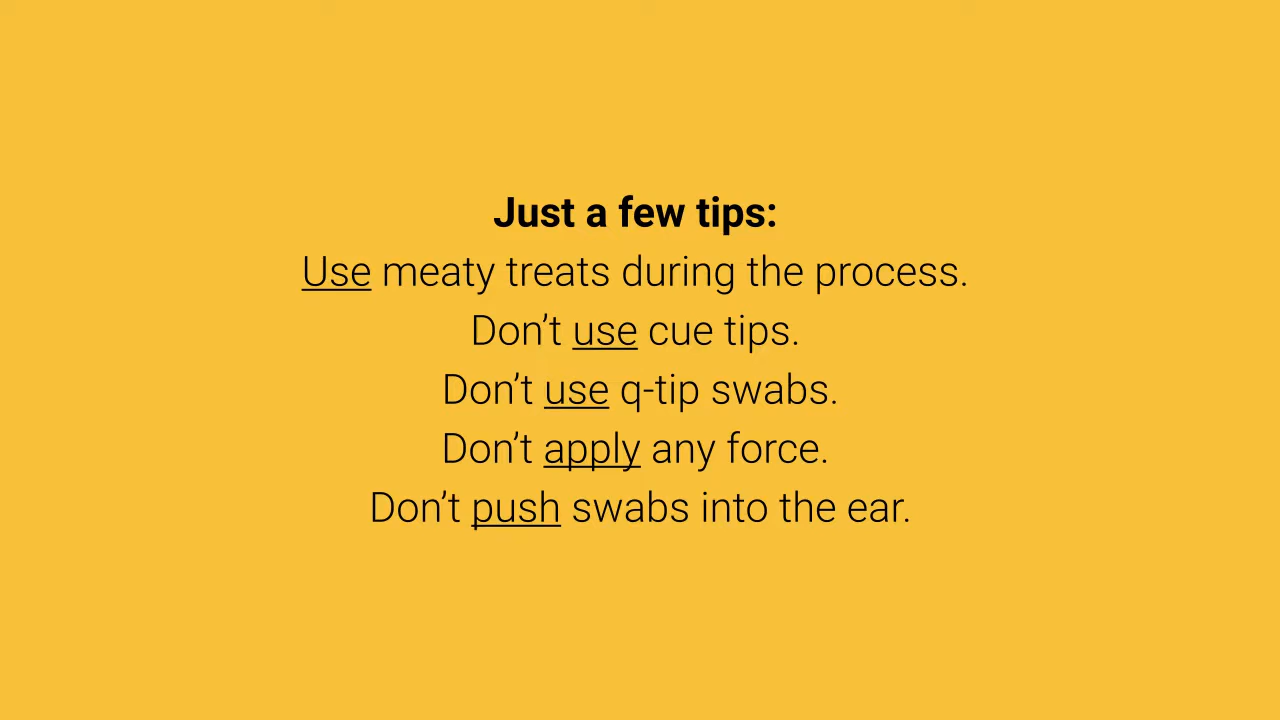 Just a few tips:
Use meaty treats during the process.
Don’t use cue tips.
Don’t use q-tip swabs.
Don’t apply any force.
Don’t push swabs into the ear.